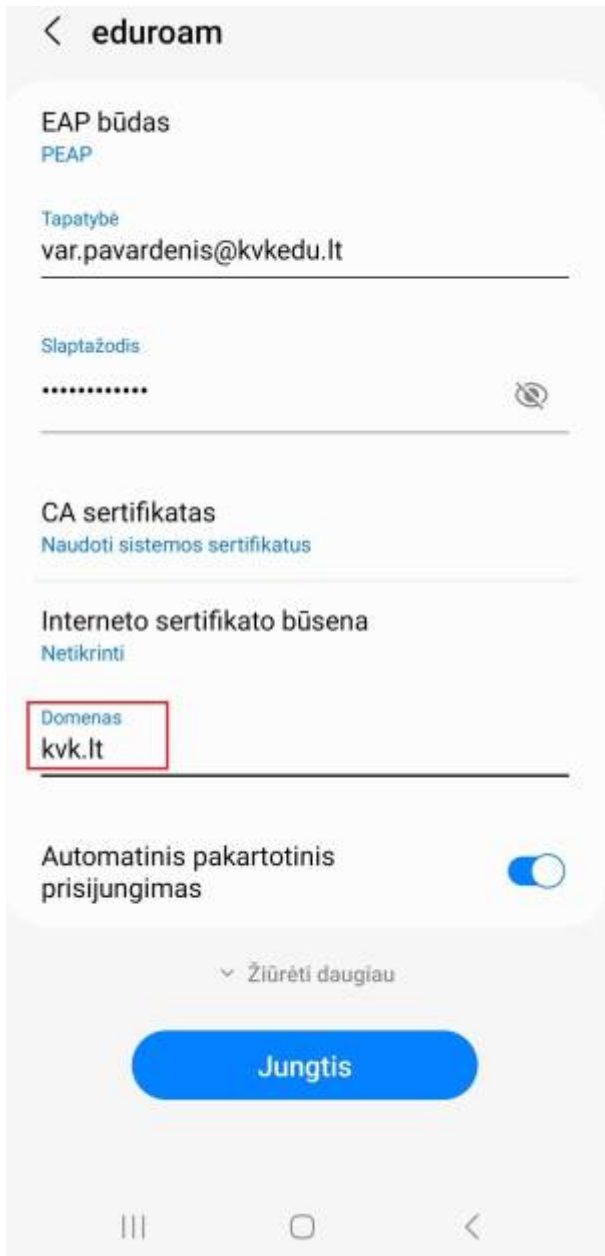 eduroam
EAP būdas
PEAP
Tapatybė
var.pavardenis@kvkedu.lt
Slaptažodis
••••••••••••
CA sertifikatas
Naudoti sistemos sertifikatus
Interneto sertifikato būsena
Netikrinti
Domenas
kvk.lt
Automatinis pakartotinis
prisijungimas
Žiūrėti daugiau
Jungtis